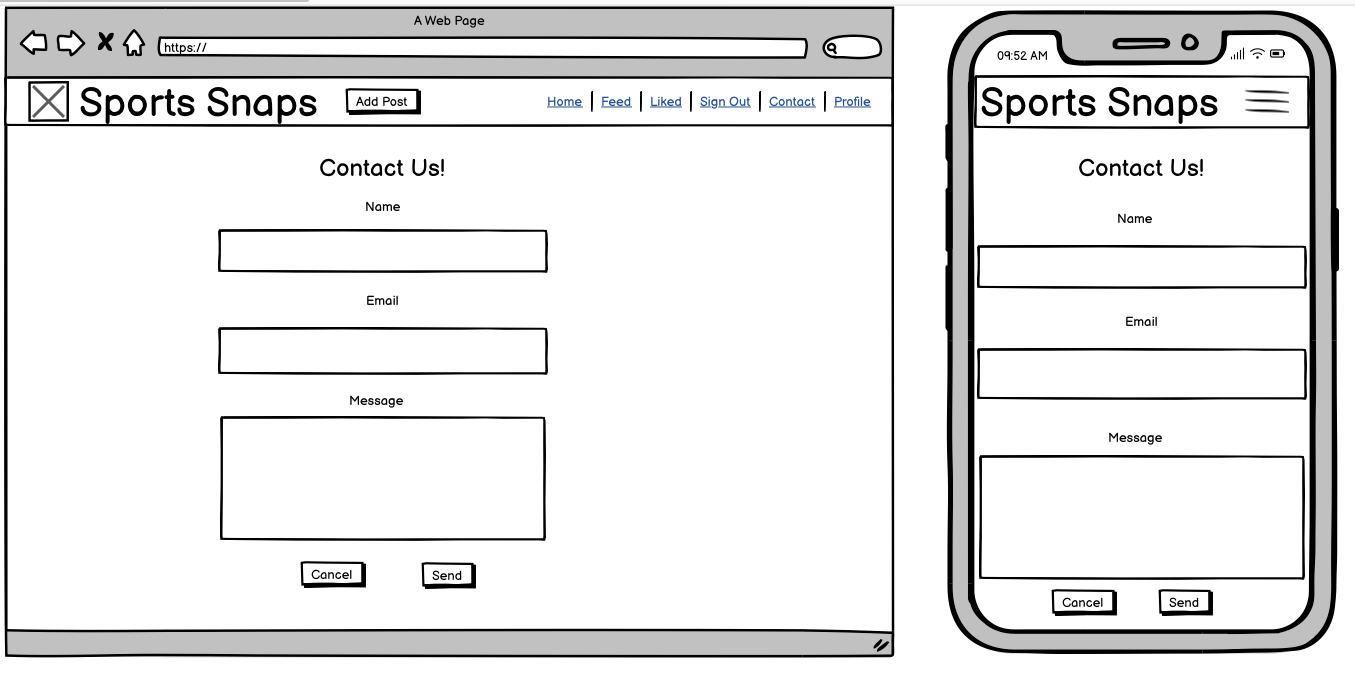 A Web Page
https://
Sports Snaps Add Post Home Feed Liked Sign Out Contact Profile
Contact Us!
Name
Email
Message
Cancel Send
09:52 AM
Sports Snaps
Contact Us!
Name
Email
Message
Cancel Send